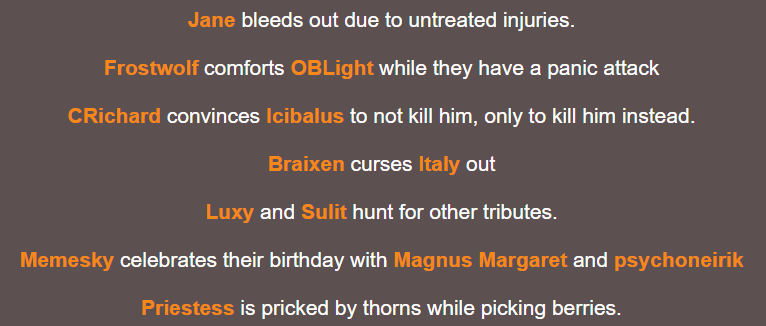 Jane bleeds out due to untreated injuries.
Frostwolf comforts OBLight while they have a panic attack
CRichard convinces Icibalus to not kill him, only to kill him instead.
Braixen curses Italy out
Luxy and Sulit hunt for other tributes.
Memesky celebrates their birthday with Magnus Margaret and psychoneirik
Priestess is pricked by thorns while picking berries.